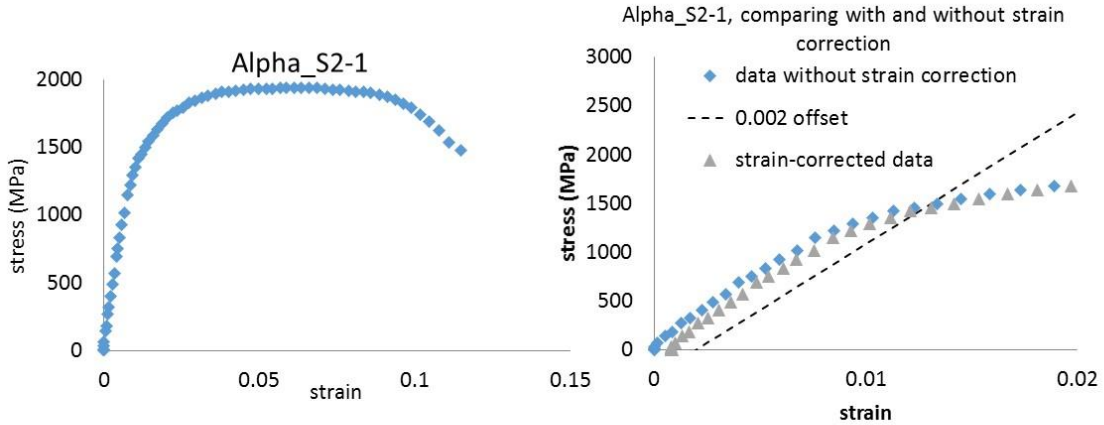 Alpha_S2-1
stress (MPa)
2000
1500
1000
500
0
0
0.05
0.1
0.15
strain
Alpha_S2-1, comparing with and without strain
correction
stress (MPa)
3000
2500
2000
1500
1000
500
0
data without strain correction
0.002 offset
strain-corrected data
0
0.01
0.02
strain